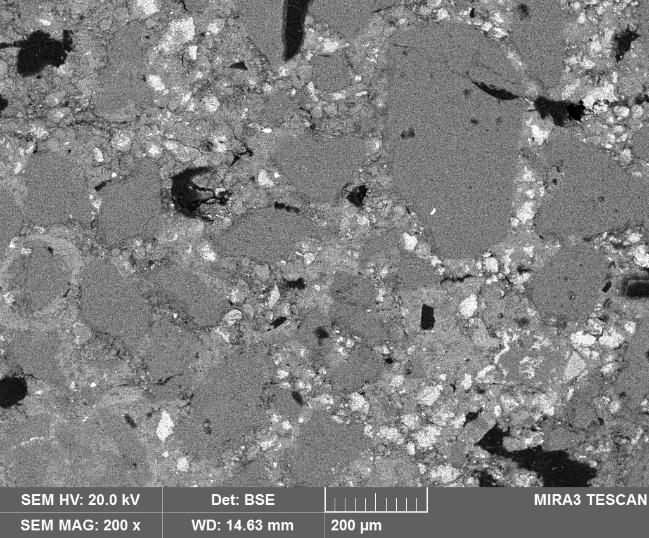 SEM HV: 20.0 kV Det: BSE MIRA3 TESCAN
SEM MAG: 200 x WD: 14.63 mm 200 µm